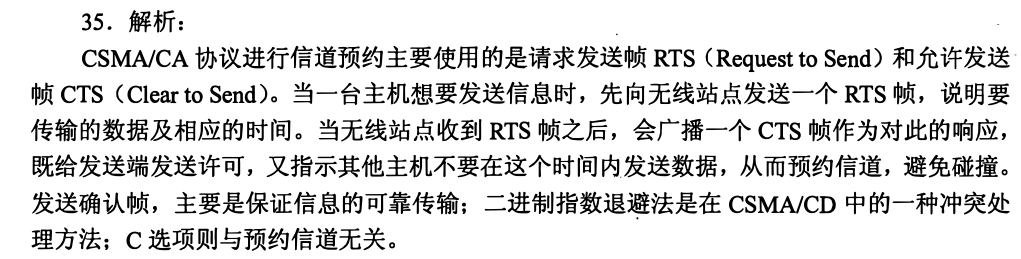 35．解析：
CSMA/CA 协议进行信道预约主要使用的是请求发送帧 RTS（Request to Send）和允许发送
帧 CTS（Clear to Send）。当一台主机想要发送信息时，先向无线站点发送一个 RTS 帧，说明要
传输的数据及相应的时间。当无线站点收到 RTS 帧之后，会广播一个 CTS 帧作为对此的响应，
既给发送端发送许可，又指示其他主机不要在这个时间内发送数据，从而预约信道，避免碰撞。
发送确认帧，主要是保证信息的可靠传输；二进制指数退避法是在 CSMA/CD 中的一种冲突处
理方法；C 选项则与预约信道无关。